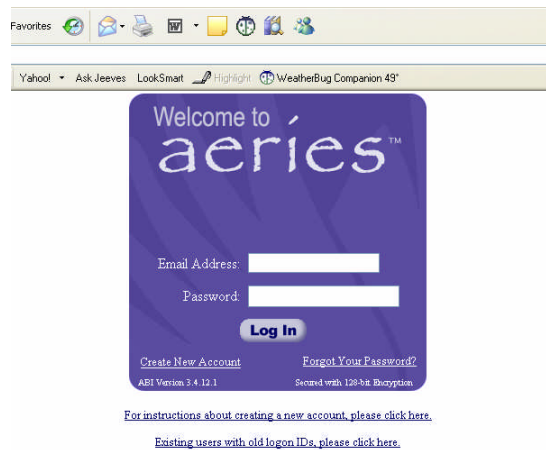 Favorites
Yahoo! Ask Jeeves LookSmart Highlight WeatherBug Companion 49°
Welcome to
aeries™
Email Address:
Password:
Log In
Create New Account Forgot Your Password?
ABI Version 3.4.12.1 Secured with 128-bit Encryption
For instructions about creating a new account, please click here.
Existing users with old logon IDs, please click here.